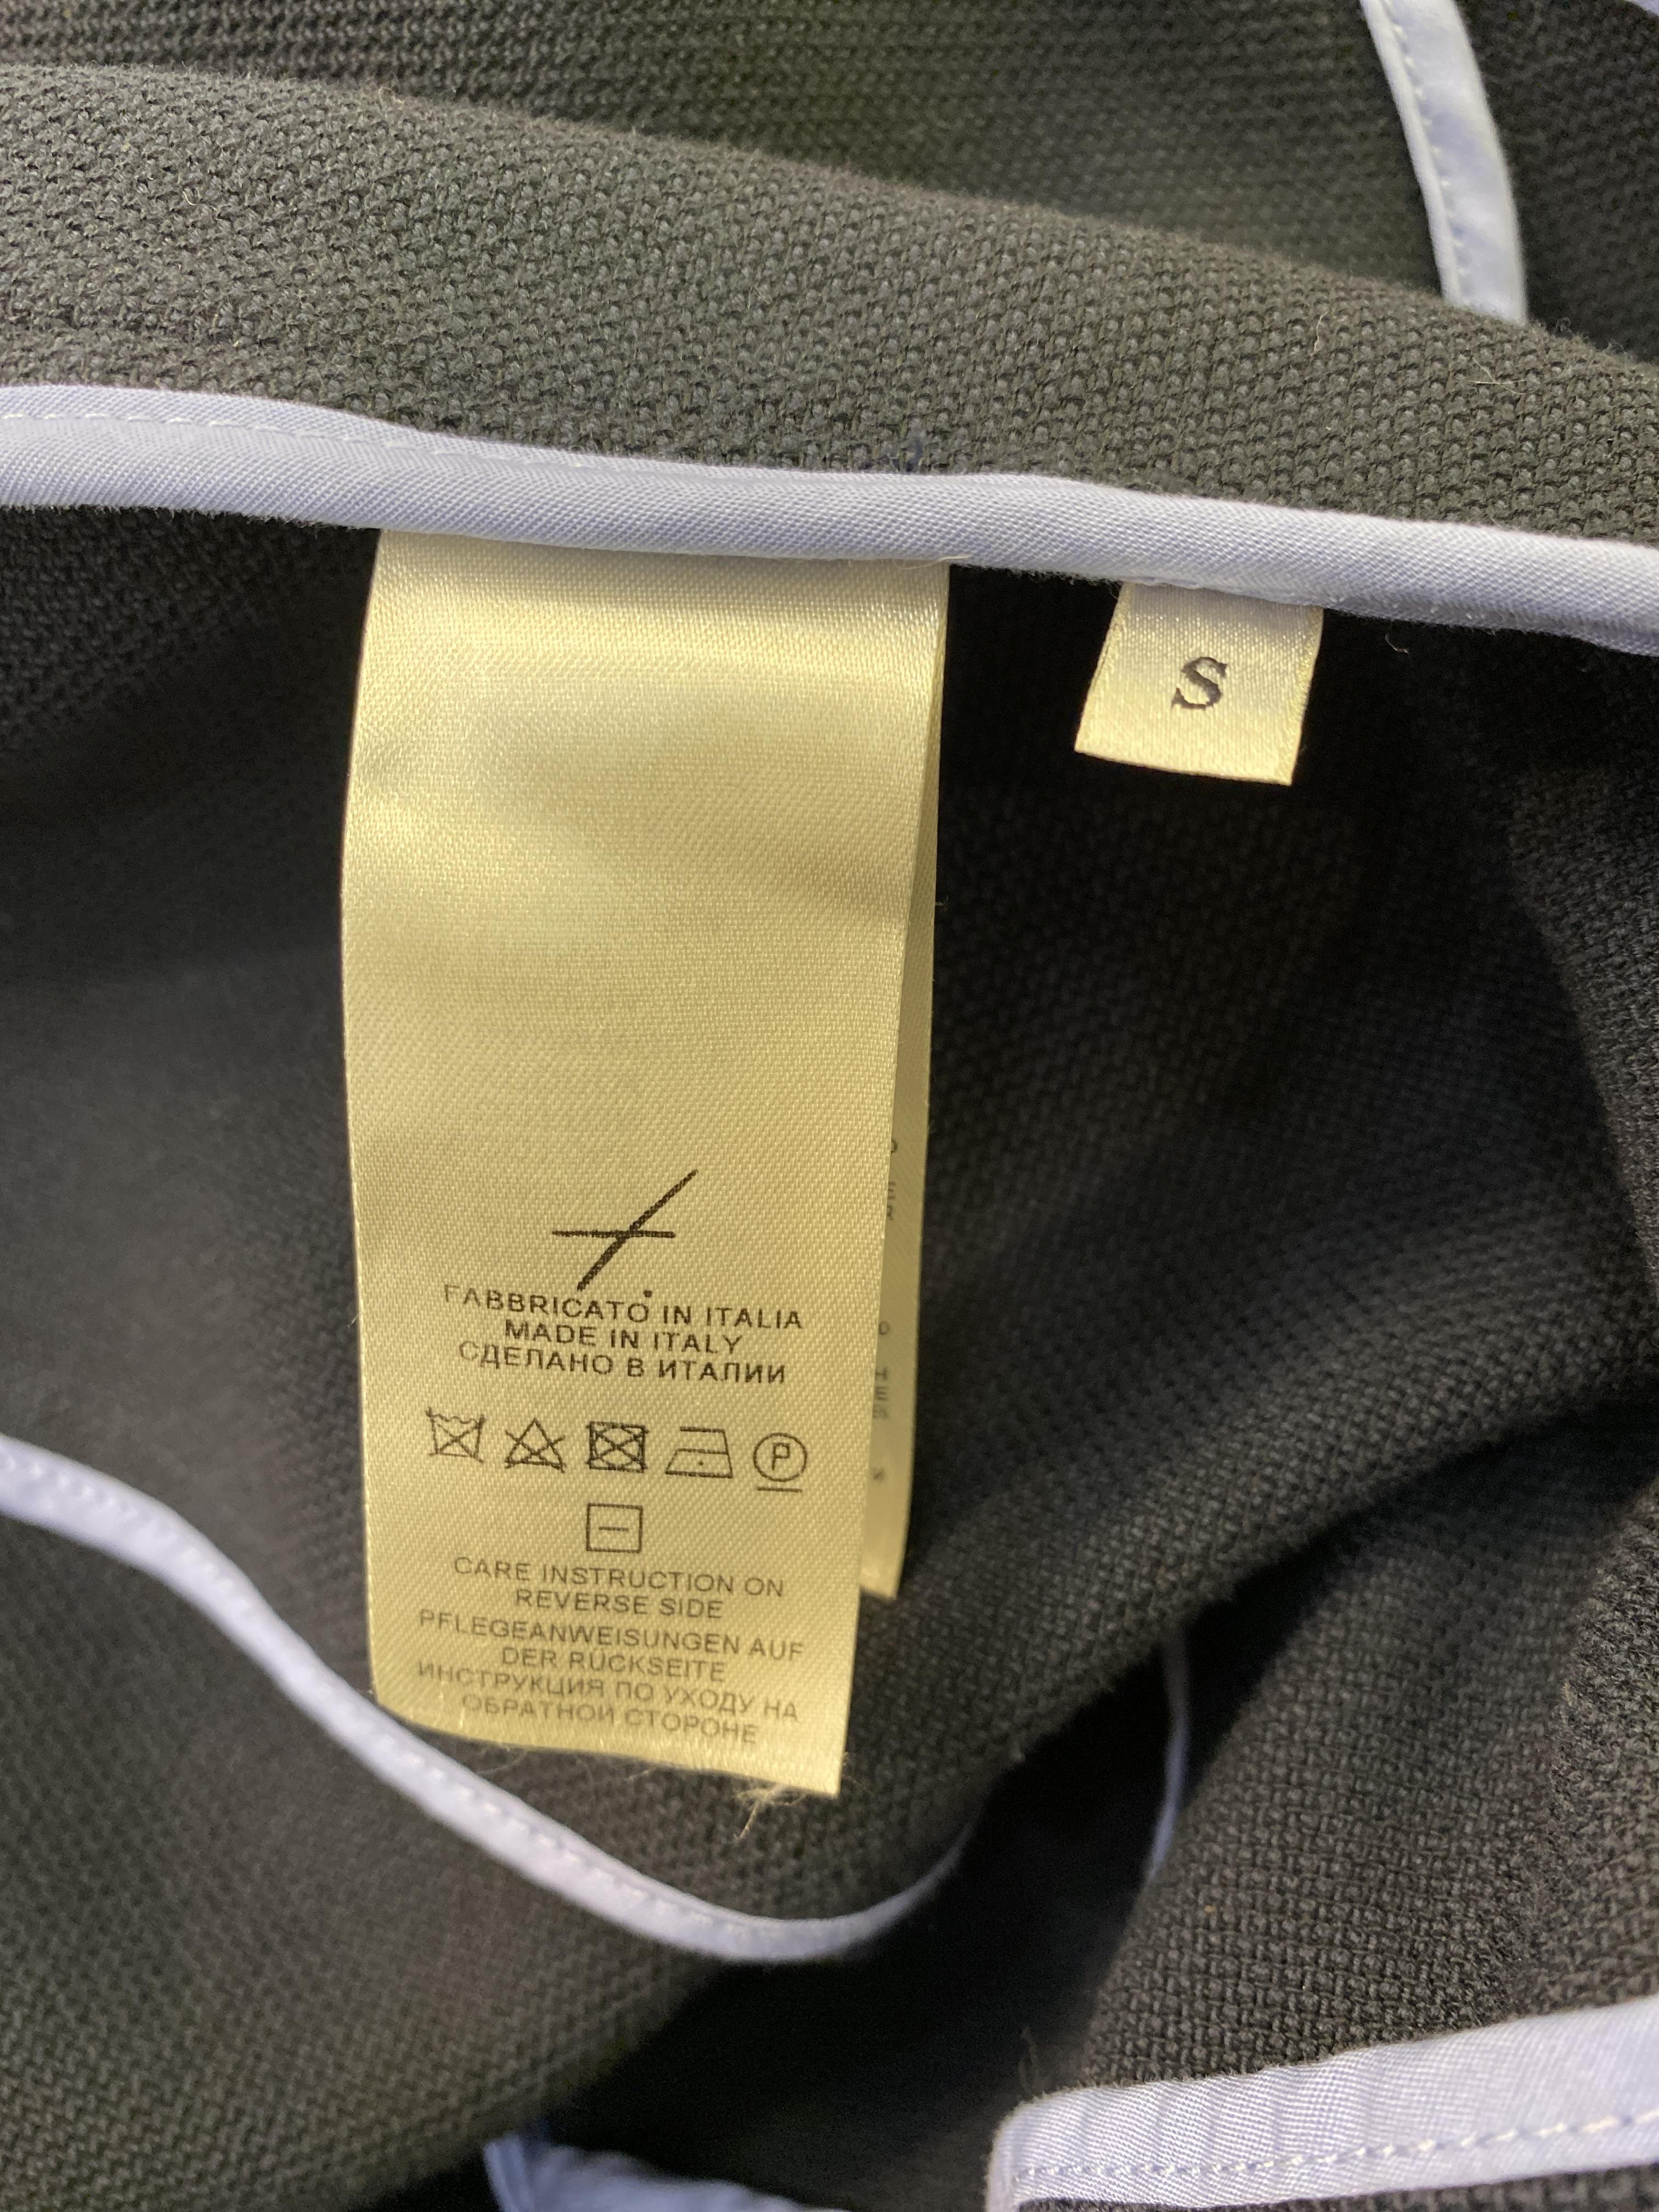 S
FABBRICATO IN ITALIA
MADE IN ITALY
СДЕЛАНО В ИТАЛИИ
P
CARE INSTRUCTION ON
REVERSE SIDE
PFLEGEANWEISUNGEN AUF
DER RÜCKSEITE
ИНСТРУКЦИЯ ПО УХОДУ НА
ОБРАТНОЙ СТОРОНЕ